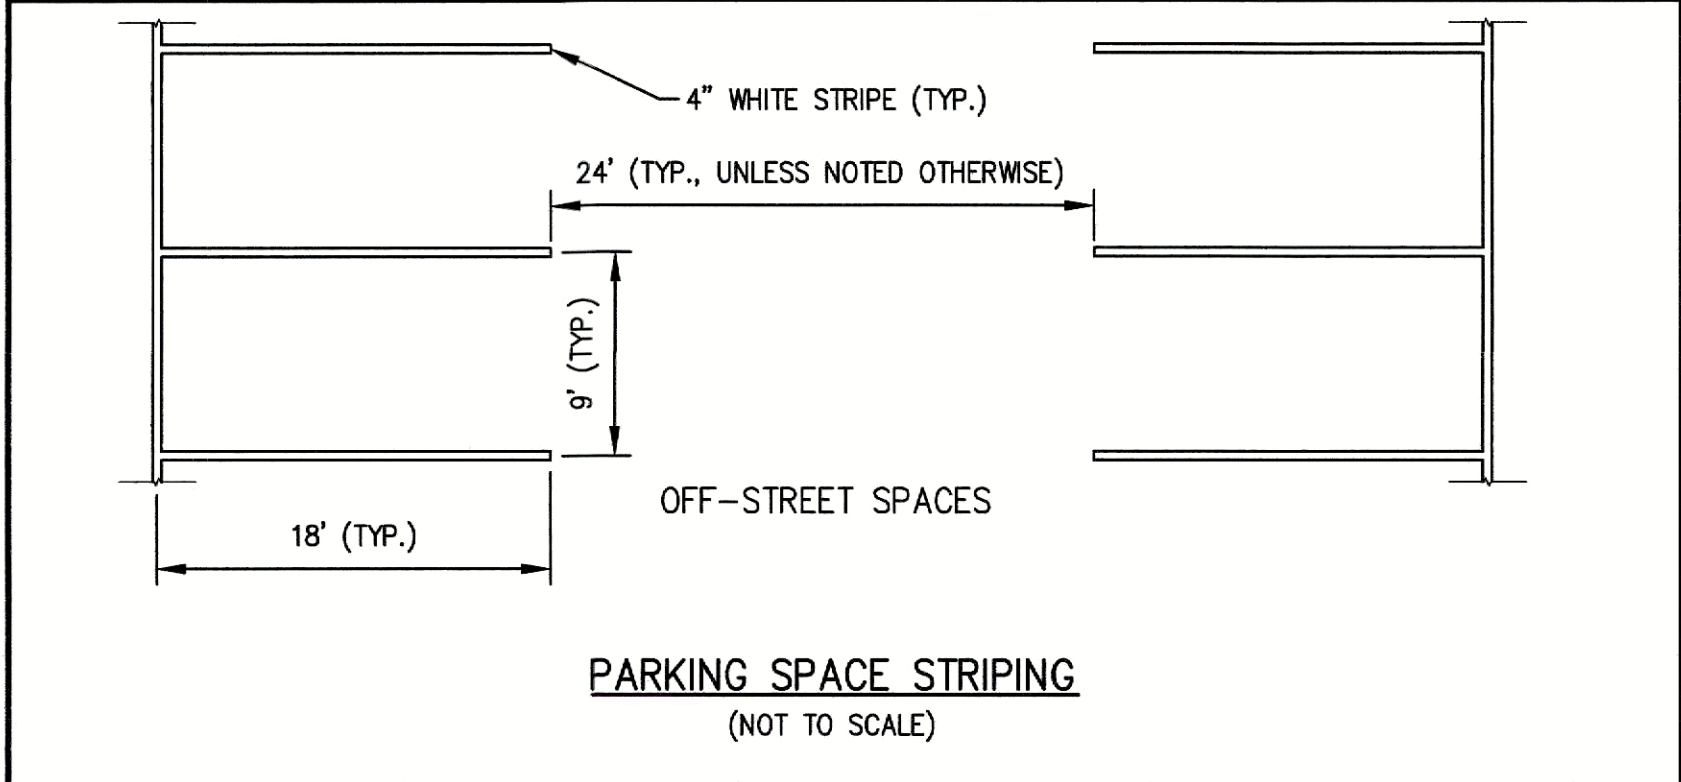 4" WHITE STRIPE (TYP.)
24' (TYP., UNLESS NOTED OTHERWISE)
9' (TYP.)
OFF-STREET SPACES
18' (TYP.)
PARKING SPACE STRIPING
(NOT TO SCALE)